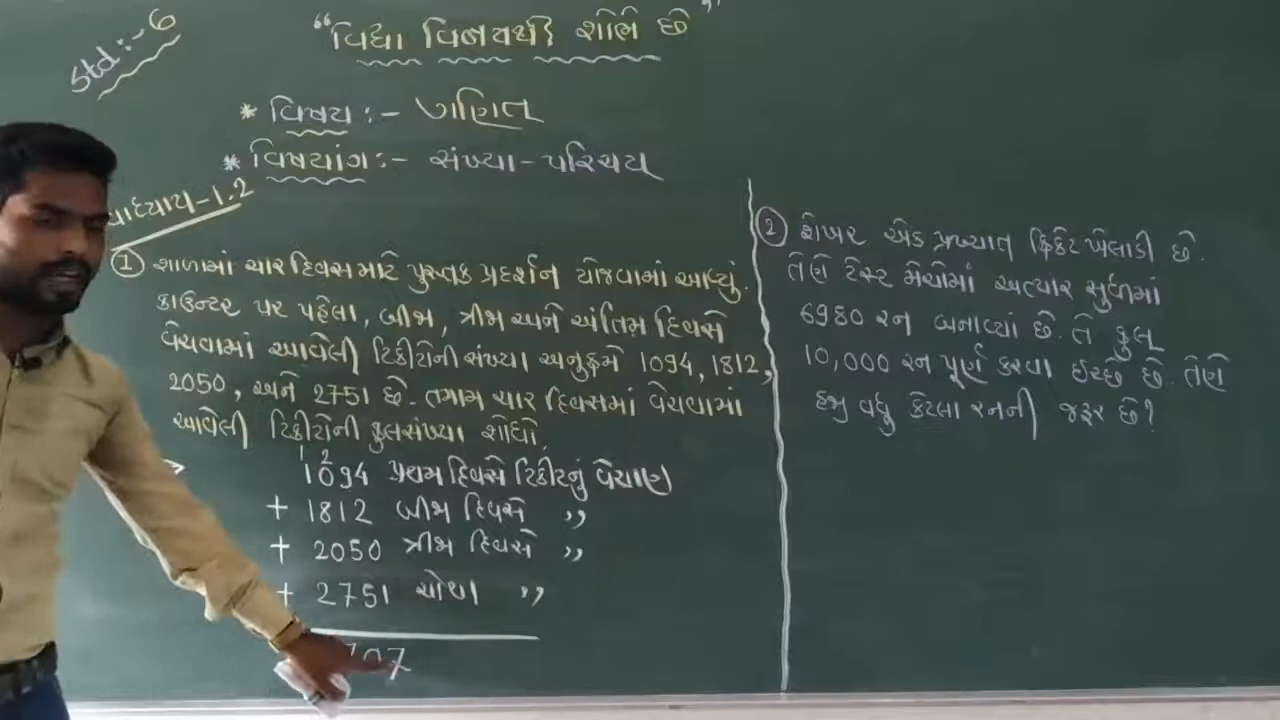 Std:- 6
“વિદ્યા વિનયથી શોભે છે”
* વિષય :- ગણિત
* વિષયાંગ:- સંખ્યા-પરિચય
ાધ્યાય-1.2
① શાળામાં ચાર દિવસ માટે પુસ્તક પ્રદર્શન યોજવામાં આવ્યું.
કાઉન્ટર પર પહેલા, બીજા, ત્રીજા અને અંતિમ દિવસે
વેચવામાં આવેલી ટિકીટોની સંખ્યા અનુક્રમે 1094, 1812,
2050, અને 2751 છે. તમામ ચાર દિવસમાં વેચવામાં
આવેલી ટિકીટોની કુલસંખ્યા શોધો.
1 2
1094 પ્રથમ દિવસે ટિકીટનું વેચાણ
+ 1812 બીજા દિવસે ,,
+ 2050 ત્રીજા દિવસે ,,
+ 2751 ચોથા ,,
707
② શેખર એક પ્રખ્યાત ક્રિકેટ ખેલાડી છે.
તેણે ટેસ્ટ મેચોમાં અત્યાર સુધીમાં
6980 રન બનાવ્યાં છે. તે કુલ
10,000 રન પૂર્ણ કરવા ઈચ્છે છે. તેણે
હજુ વધુ કેટલા રનની જરૂર છે?